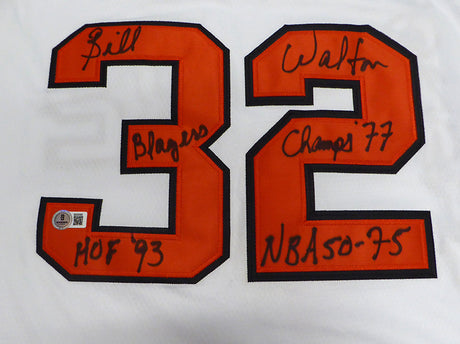 32
Bill Walton
Blazers Champs '77
HOF '93 NBA 50-75